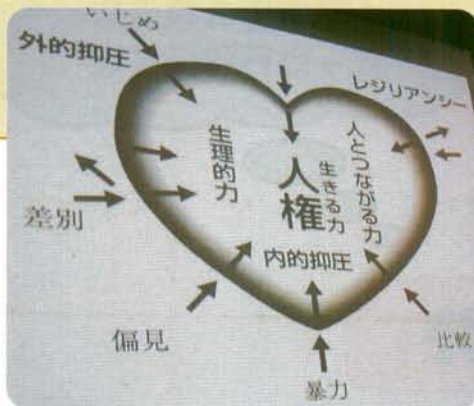 いじめ
外的抑圧
レジリアンシー
生理的力
人権
生きる力
人とつながる力
内的抑圧
差別
偏見
暴力
比較